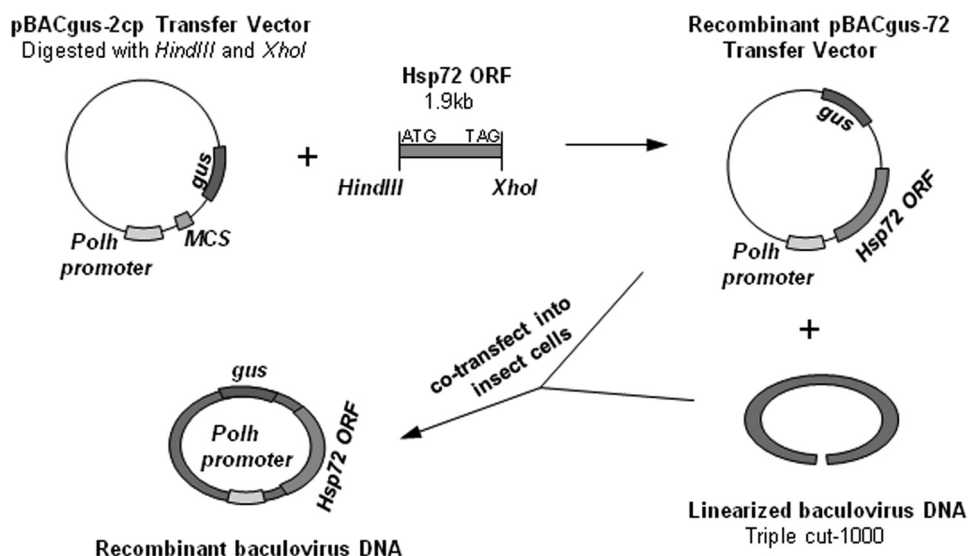 pBACgus-2cp Transfer Vector
Digested with HindIII and XhoI
gus
MCS
Polh
promoter
+
Hsp72 ORF
1.9kb
ATG TAG
HindIII XhoI
Recombinant pBACgus-72
Transfer Vector
gus
Hsp72 ORF
Polh
promoter
+
co-transfect into
insect cells
gus
Polh
promoter
Hsp72 ORF
Recombinant baculovirus DNA
Linearized baculovirus DNA
Triple cut-1000